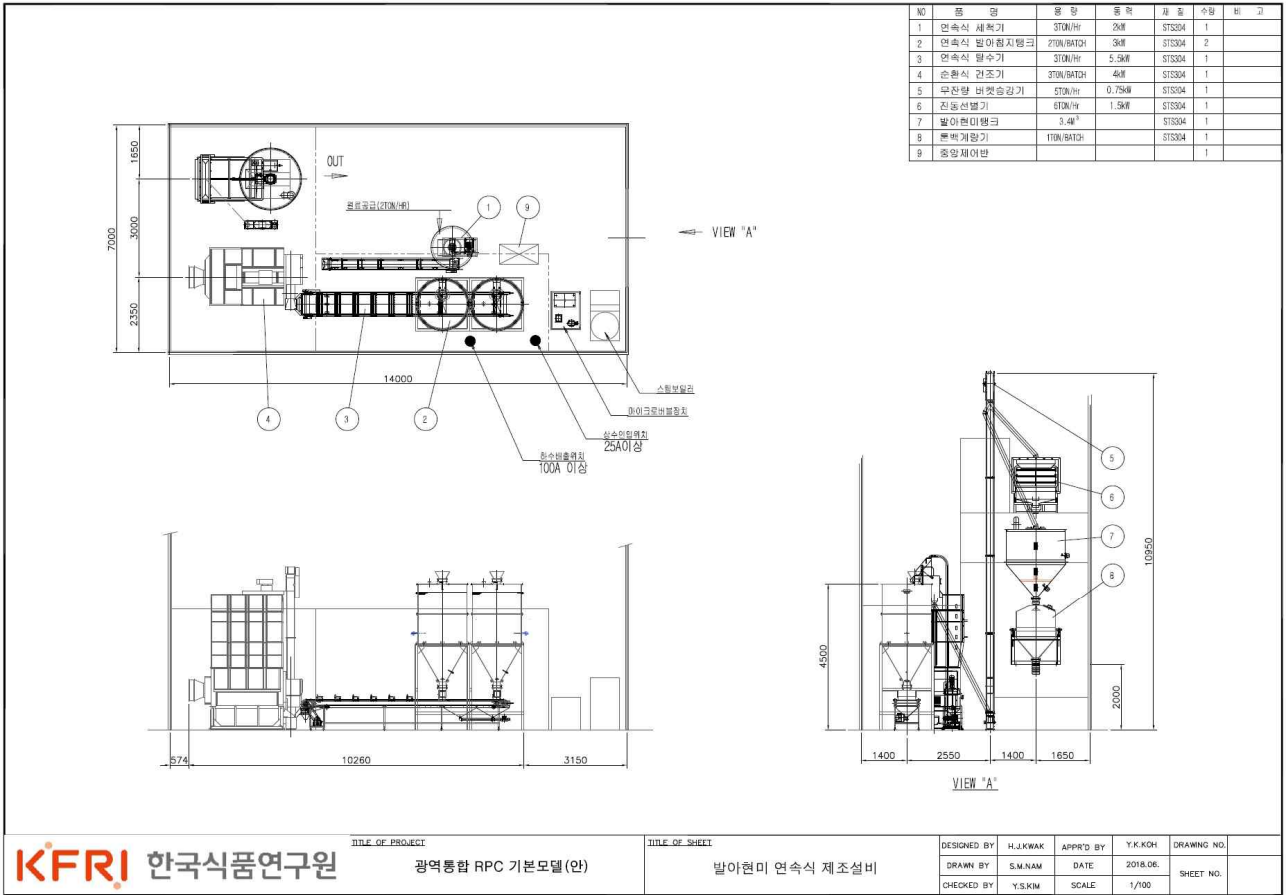 NO 품 명 용 량 동 력 재 질 수량 비 고
1 연속식 세척기 3TON/Hr 2kW STS304 1
2 연속식 발아침지탱크 2TON/BATCH 3kW STS304 2
3 연속식 탈수기 3TON/Hr 5.5kW STS304 1
4 순환식 건조기 3TON/BATCH 4kW STS304 1
5 무잔량 버켓승강기 5TON/Hr 0.75kW STS304 1
6 진동선별기 6TON/Hr 1.5kW STS304 1
7 발아현미탱크 3.4M³ STS304 1
8 톤백계량기 1TON/BATCH STS304 1
9 중앙제어반 1
OUT
원료공급(2TON/HR)
1
9
VIEW "A"
1650
3000
7000
2350
14000
4
3
2
스팀보일러
마이크로버블장치
상수인입위치
25A이상
하수배출위치
100A 이상
574
10260
3150
5
6
7
8
10950
4500
2000
1400
2550
1400
1650
VIEW "A"
KFRI 한국식품연구원
TITLE OF PROJECT
광역통합 RPC 기본모델(안)
TITLE OF SHEET
발아현미 연속식 제조설비
DESIGNED BY H.J.KWAK APPR'D BY Y.K.KOH DRAWING NO.
DRAWN BY S.M.NAM DATE 2018.06. SHEET NO.
CHECKED BY Y.S.KIM SCALE 1/100